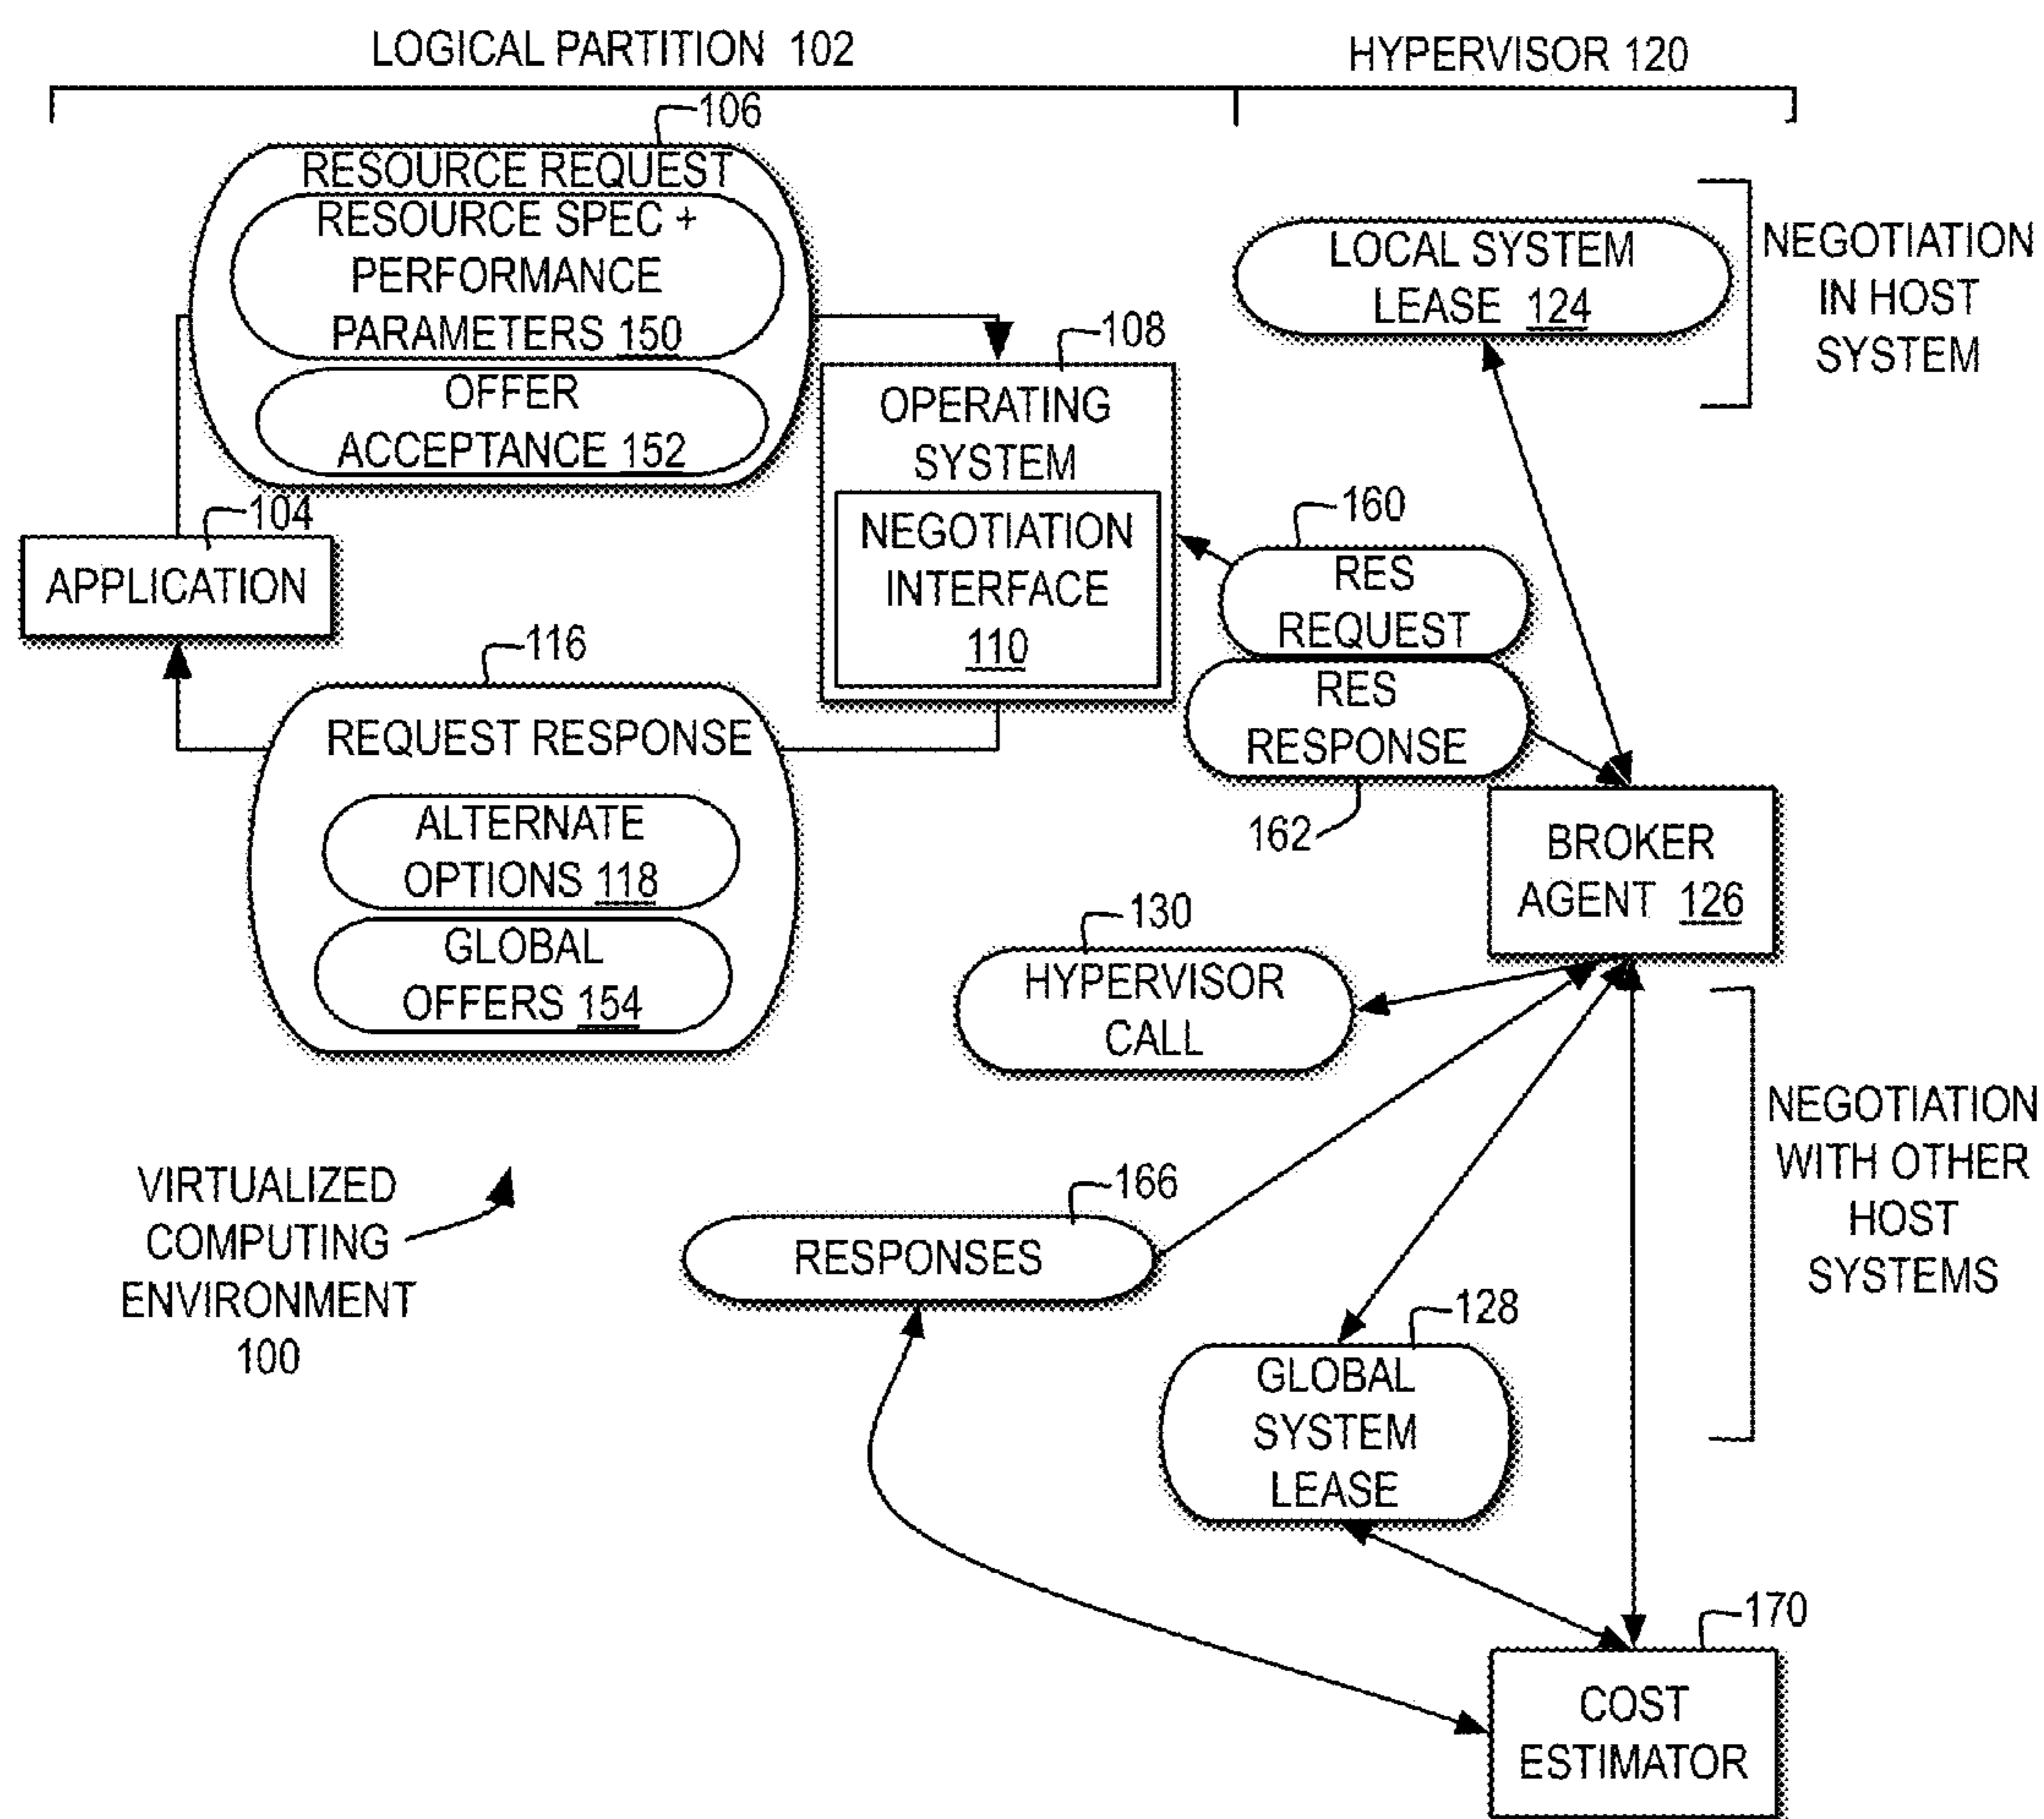 LOGICAL PARTITION 102
HYPERVISOR 120
106
RESOURCE REQUEST
RESOURCE SPEC +
PERFORMANCE
PARAMETERS 150
OFFER
ACCEPTANCE 152
LOCAL SYSTEM
LEASE 124
NEGOTIATION
IN HOST
SYSTEM
108
OPERATING
SYSTEM
NEGOTIATION
INTERFACE
110
104
APPLICATION
160
RES
REQUEST
RES
RESPONSE
162
116
REQUEST RESPONSE
ALTERNATE
OPTIONS 118
GLOBAL
OFFERS 154
BROKER
AGENT 126
130
HYPERVISOR
CALL
NEGOTIATION
WITH OTHER
HOST
SYSTEMS
VIRTUALIZED
COMPUTING
ENVIRONMENT
100
166
RESPONSES
128
GLOBAL
SYSTEM
LEASE
170
COST
ESTIMATOR